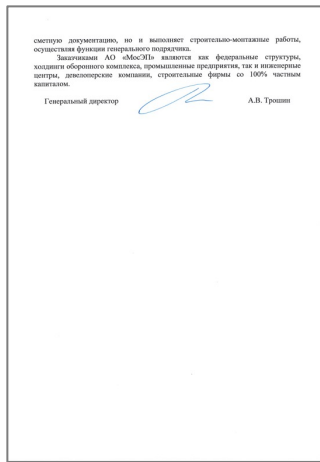 сметную документацию, но и выполняет строительно-монтажные работы,
осуществляя функции генерального подрядчика.
Заказчиками АО «МосЭП» являются как федеральные структуры,
холдинги оборонного комплекса, промышленные предприятия, так и инженерные
центры, девелоперские компании, строительные фирмы со 100% частным
капиталом.
Генеральный директор А.В. Трошин